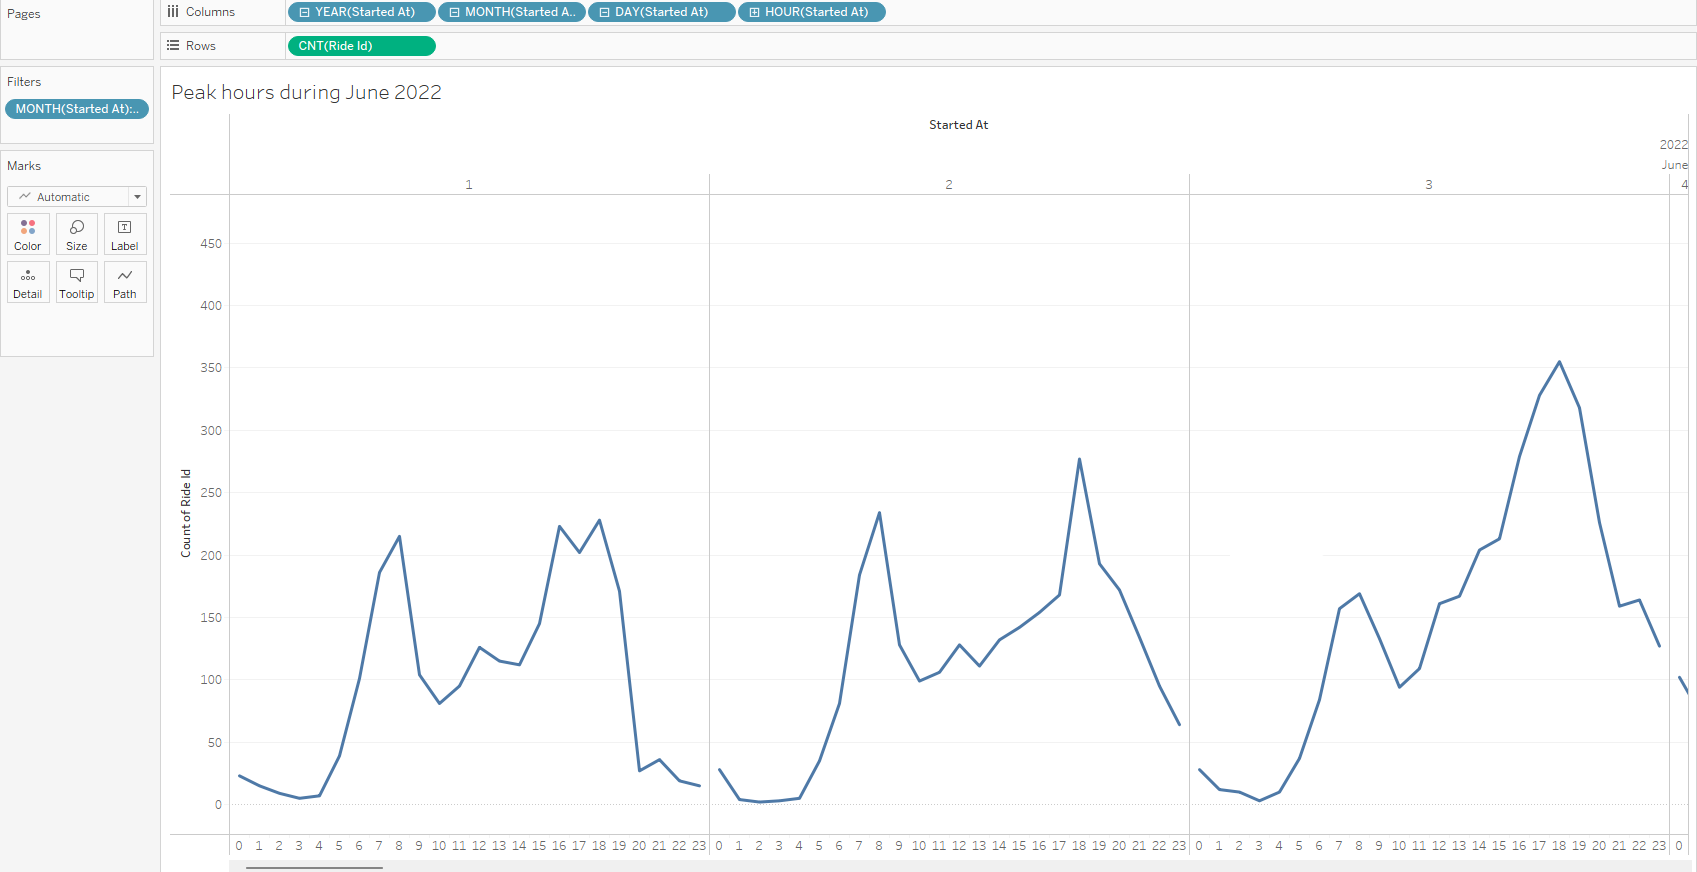 Pages
Columns
YEAR(Started At)
MONTH(Started A..
DAY(Started At)
HOUR(Started At)
Rows
CNT(Ride Id)
Filters
MONTH(Started At):..
Marks
Automatic
Color
Size
Label
Detail
Tooltip
Path
Peak hours during June 2022
Started At
2022
June
1 2 3 4
Count of Ride Id
450
400
350
300
250
200
150
100
50
0
0 1 2 3 4 5 6 7 8 9 10 11 12 13 14 15 16 17 18 19 20 21 22 23 0 1 2 3 4 5 6 7 8 9 10 11 12 13 14 15 16 17 18 19 20 21 22 23 0 1 2 3 4 5 6 7 8 9 10 11 12 13 14 15 16 17 18 19 20 21 22 23 0